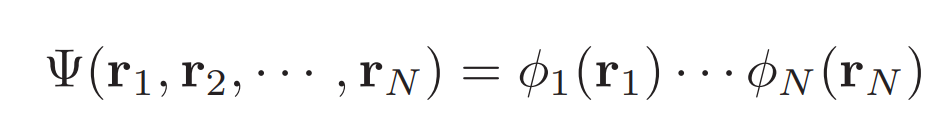 Ψ(r₁, r₂, ⋯ , r_N) = ϕ₁(r₁) ⋯ ϕ_N(r_N)